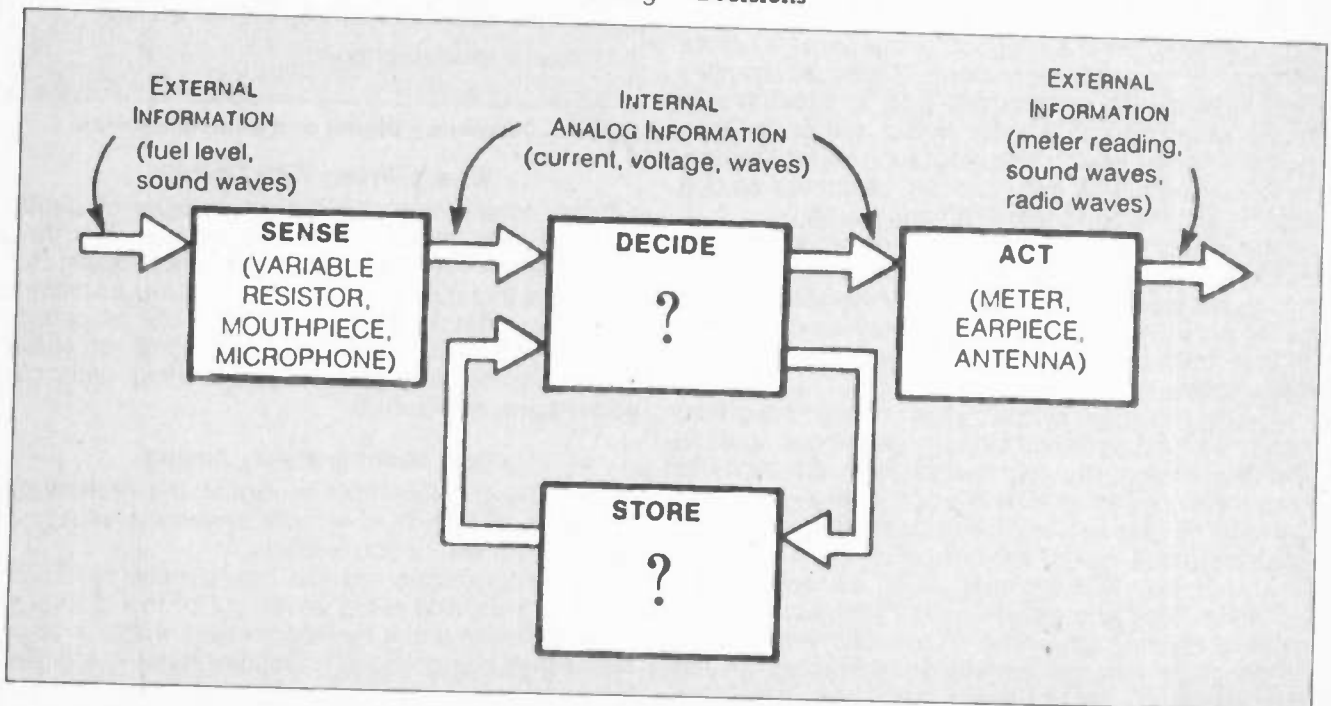 Decisions
EXTERNAL
INFORMATION
(fuel level,
sound waves)
INTERNAL
ANALOG INFORMATION
(current, voltage, waves)
EXTERNAL
INFORMATION
(meter reading,
sound waves,
radio waves)
SENSE
(VARIABLE
RESISTOR,
MOUTHPIECE,
MICROPHONE)
DECIDE
?
ACT
(METER,
EARPIECE,
ANTENNA)
STORE
?